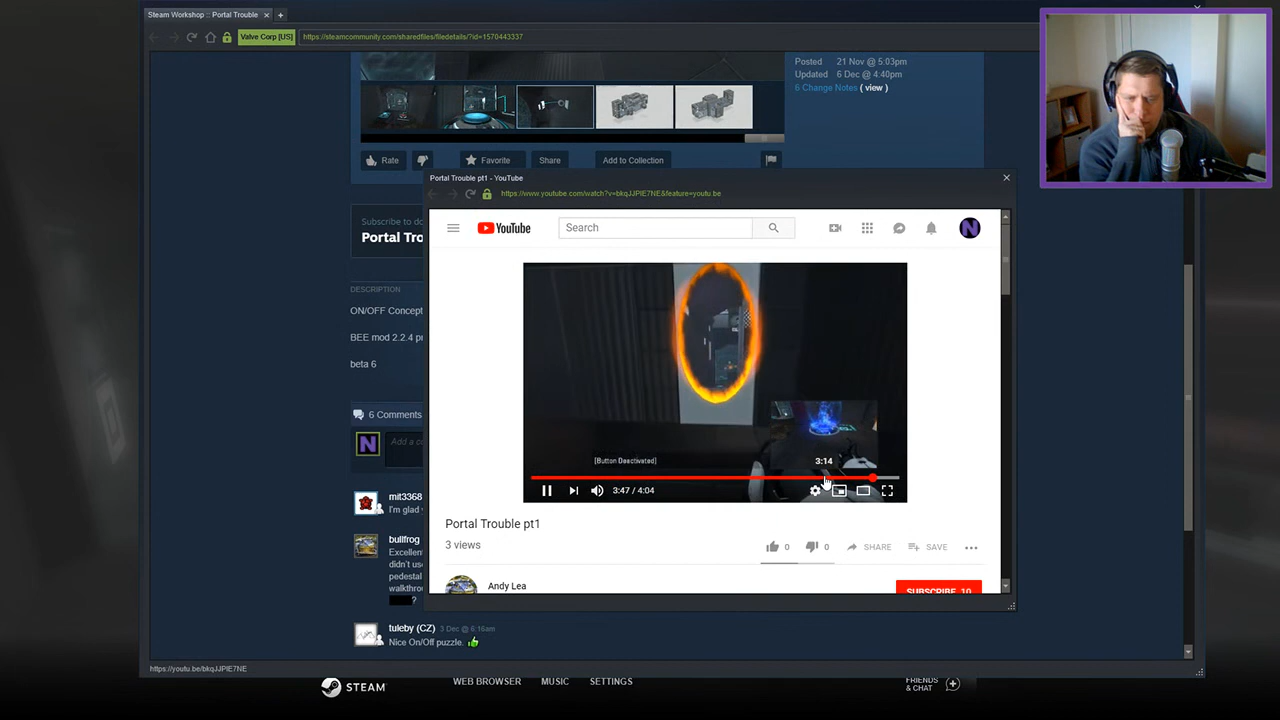 Steam Workshop :: Portal Trouble
Valve Corp [US]
https://steamcommunity.com/sharedfiles/filedetails/?id=1570443337
Posted 21 Nov @ 5:03pm
Updated 6 Dec @ 4:40pm
6 Change Notes ( view )
Rate
Favorite
Share
Add to Collection
Subscribe to do
Portal Tro
DESCRIPTION
ON/OFF Concept
BEE mod 2.2.4 pr
beta 6
6 Comments
Add a co
mit3368
I'm glad y
bullfrog
Excellen
didn't us
pedestal
walkthro
?
tuleby (CZ) 3 Dec @ 6:16am
Nice On/Off puzzle.
Portal Trouble pt1 - YouTube
https://www.youtube.com/watch?v=bkqJJPIE7NE&feature=youtu.be
YouTube
Search
N
[Button Deactivated]
3:14
3:47 / 4:04
Portal Trouble pt1
3 views
0
0
SHARE
SAVE
Andy Lea
SUBSCRIBE 10
https://youtu.be/bkqJJPIE7NE
STEAM
WEB BROWSER
MUSIC
SETTINGS
FRIENDS
& CHAT